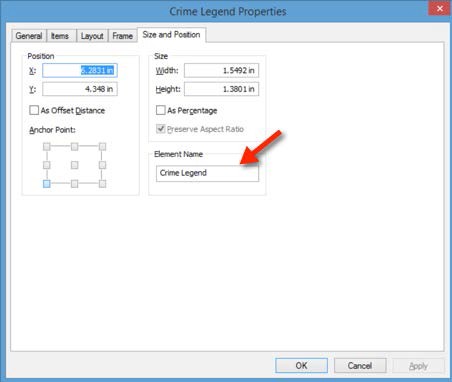 Crime Legend Properties
General Items Layout Frame Size and Position
Position
X: 6.2831 in
Y: 4.348 in
As Offset Distance
Anchor Point:
Size
Width: 1.5492 in
Height: 1.3801 in
As Percentage
Preserve Aspect Ratio
Element Name
Crime Legend
OK Cancel Apply